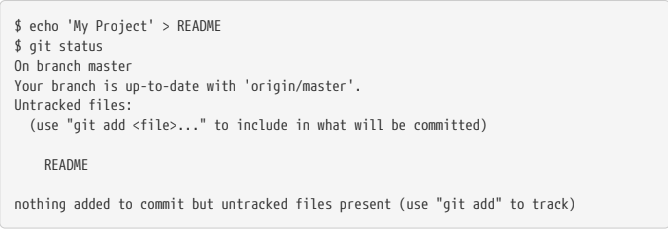 $ echo 'My Project' > README
$ git status
On branch master
Your branch is up-to-date with 'origin/master'.
Untracked files:
  (use "git add <file>..." to include in what will be committed)

    README

nothing added to commit but untracked files present (use "git add" to track)